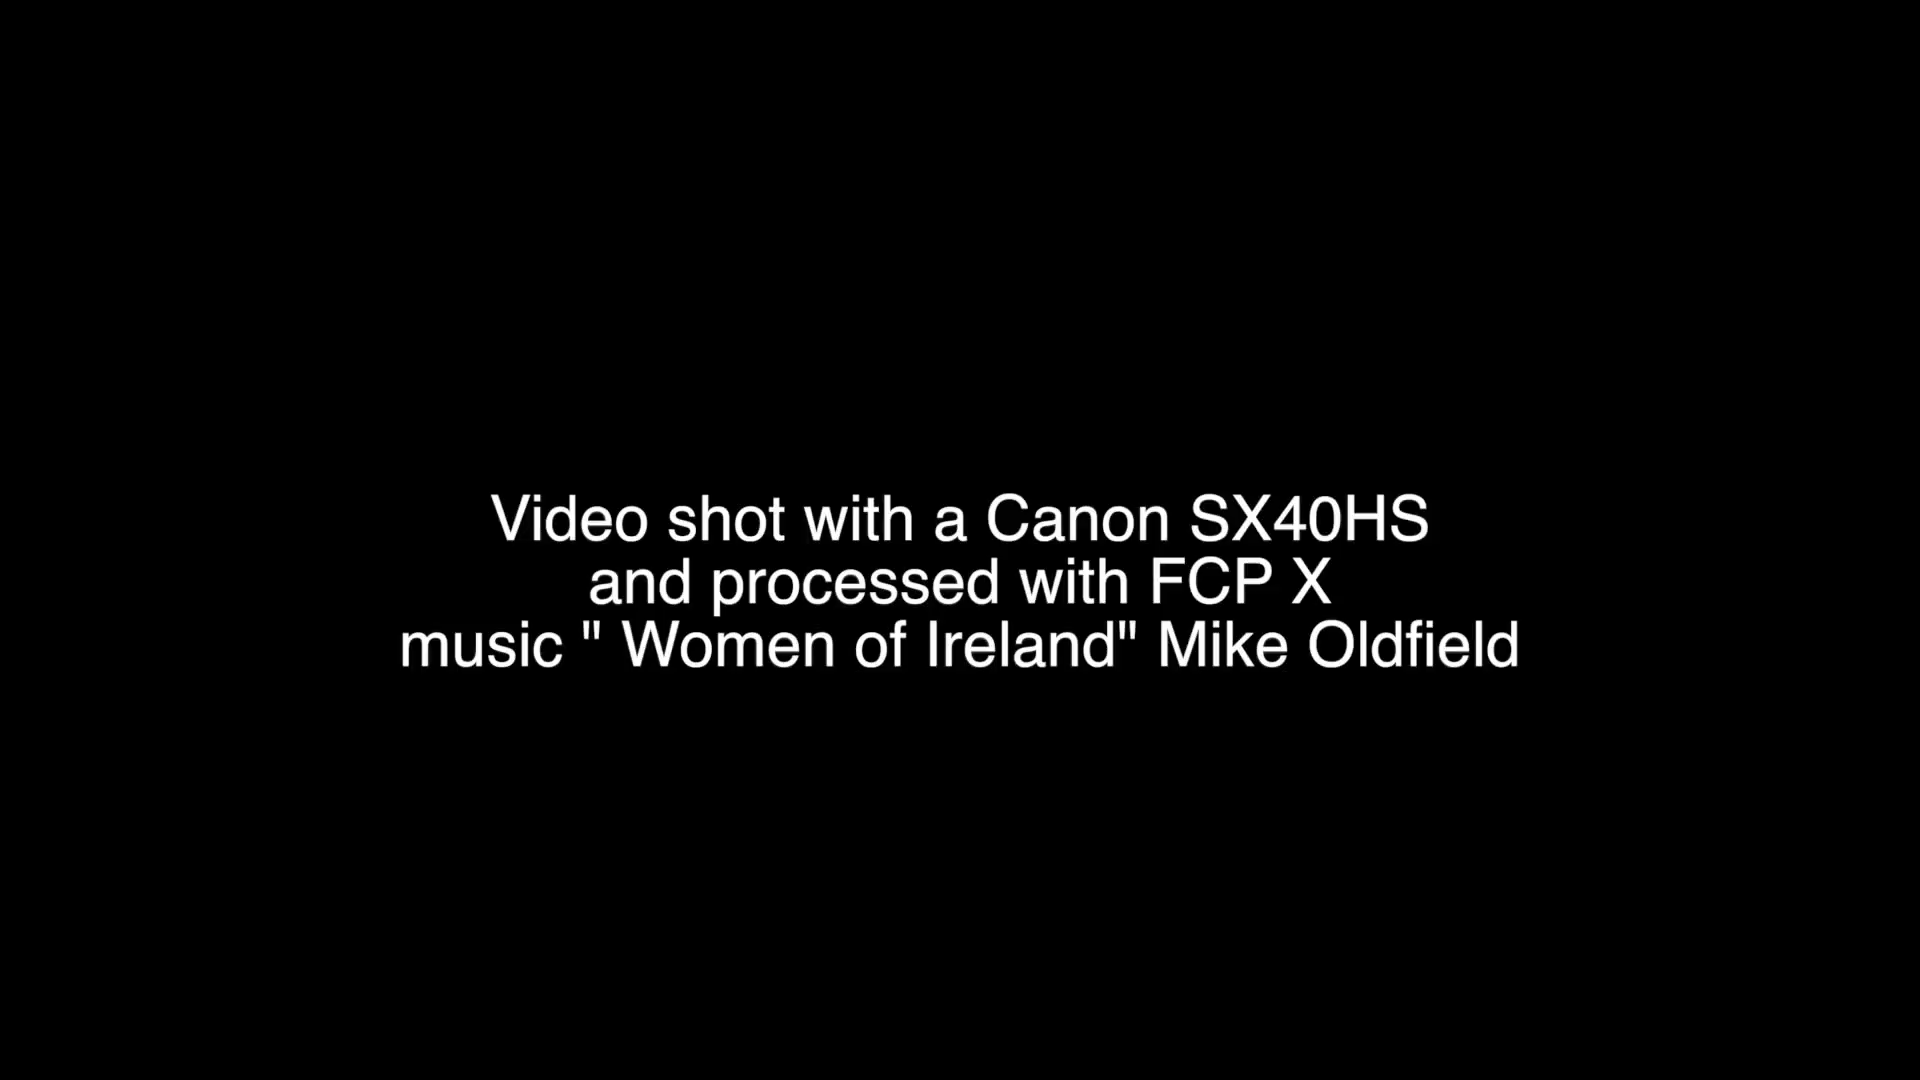 Video shot with a Canon SX40HS
and processed with FCP X
music " Women of Ireland" Mike Oldfield